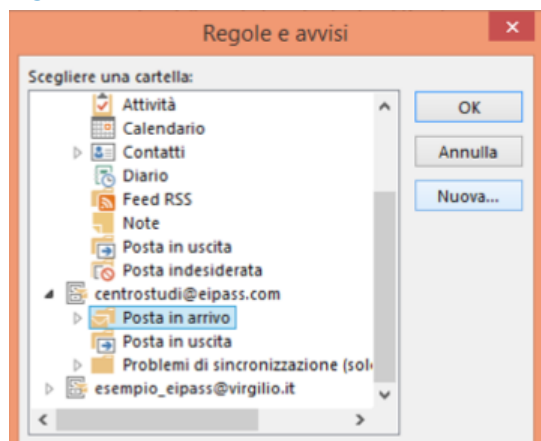 Regole e avvisi
Scegliere una cartella:
Attività
Calendario
Contatti
Diario
Feed RSS
Note
Posta in uscita
Posta indesiderata
centrostudi@eipass.com
Posta in arrivo
Posta in uscita
Problemi di sincronizzazione (solo
esempio_eipass@virgilio.it
OK
Annulla
Nuova...